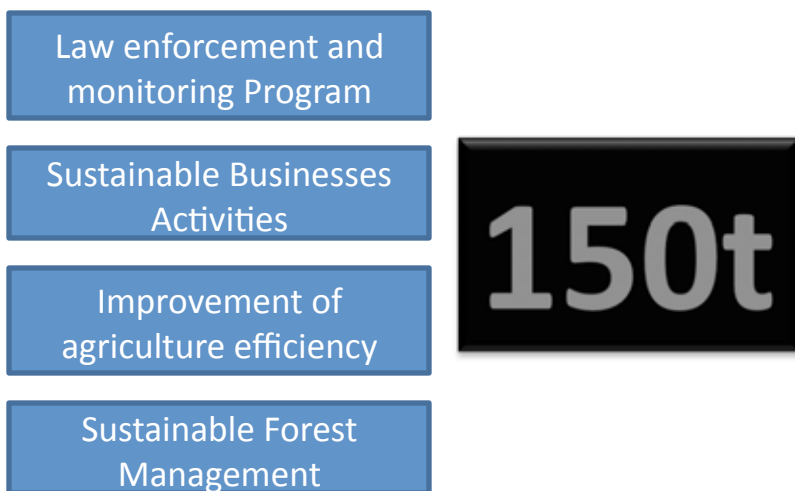 Law enforcement and
monitoring Program
Sustainable Businesses
Activities
Improvement of
agriculture efficiency
Sustainable Forest
Management
150t